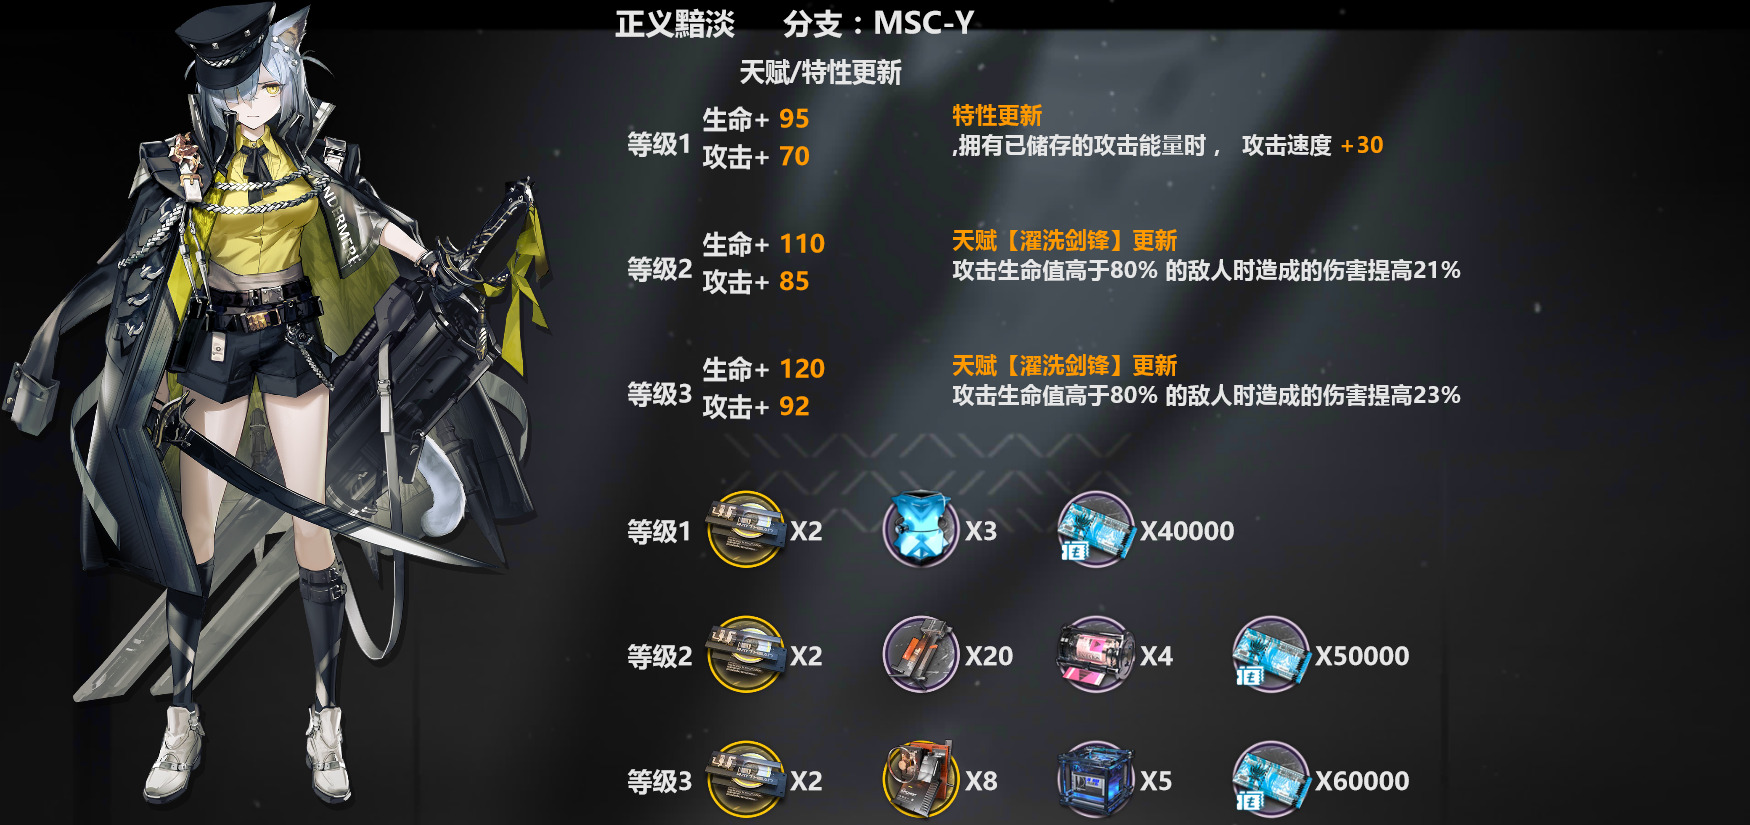 正义黯淡 分支：MSC-Y
天赋/特性更新
等级1
生命+ 95
攻击+ 70
特性更新
,拥有已储存的攻击能量时， 攻击速度 +30
等级2
生命+ 110
攻击+ 85
天赋【濯洗剑锋】更新
攻击生命值高于80% 的敌人时造成的伤害提高21%
等级3
生命+ 120
攻击+ 92
天赋【濯洗剑锋】更新
攻击生命值高于80% 的敌人时造成的伤害提高23%
等级1 X2 X3 X40000
等级2 X2 X20 X4 X50000
等级3 X2 X8 X5 X60000